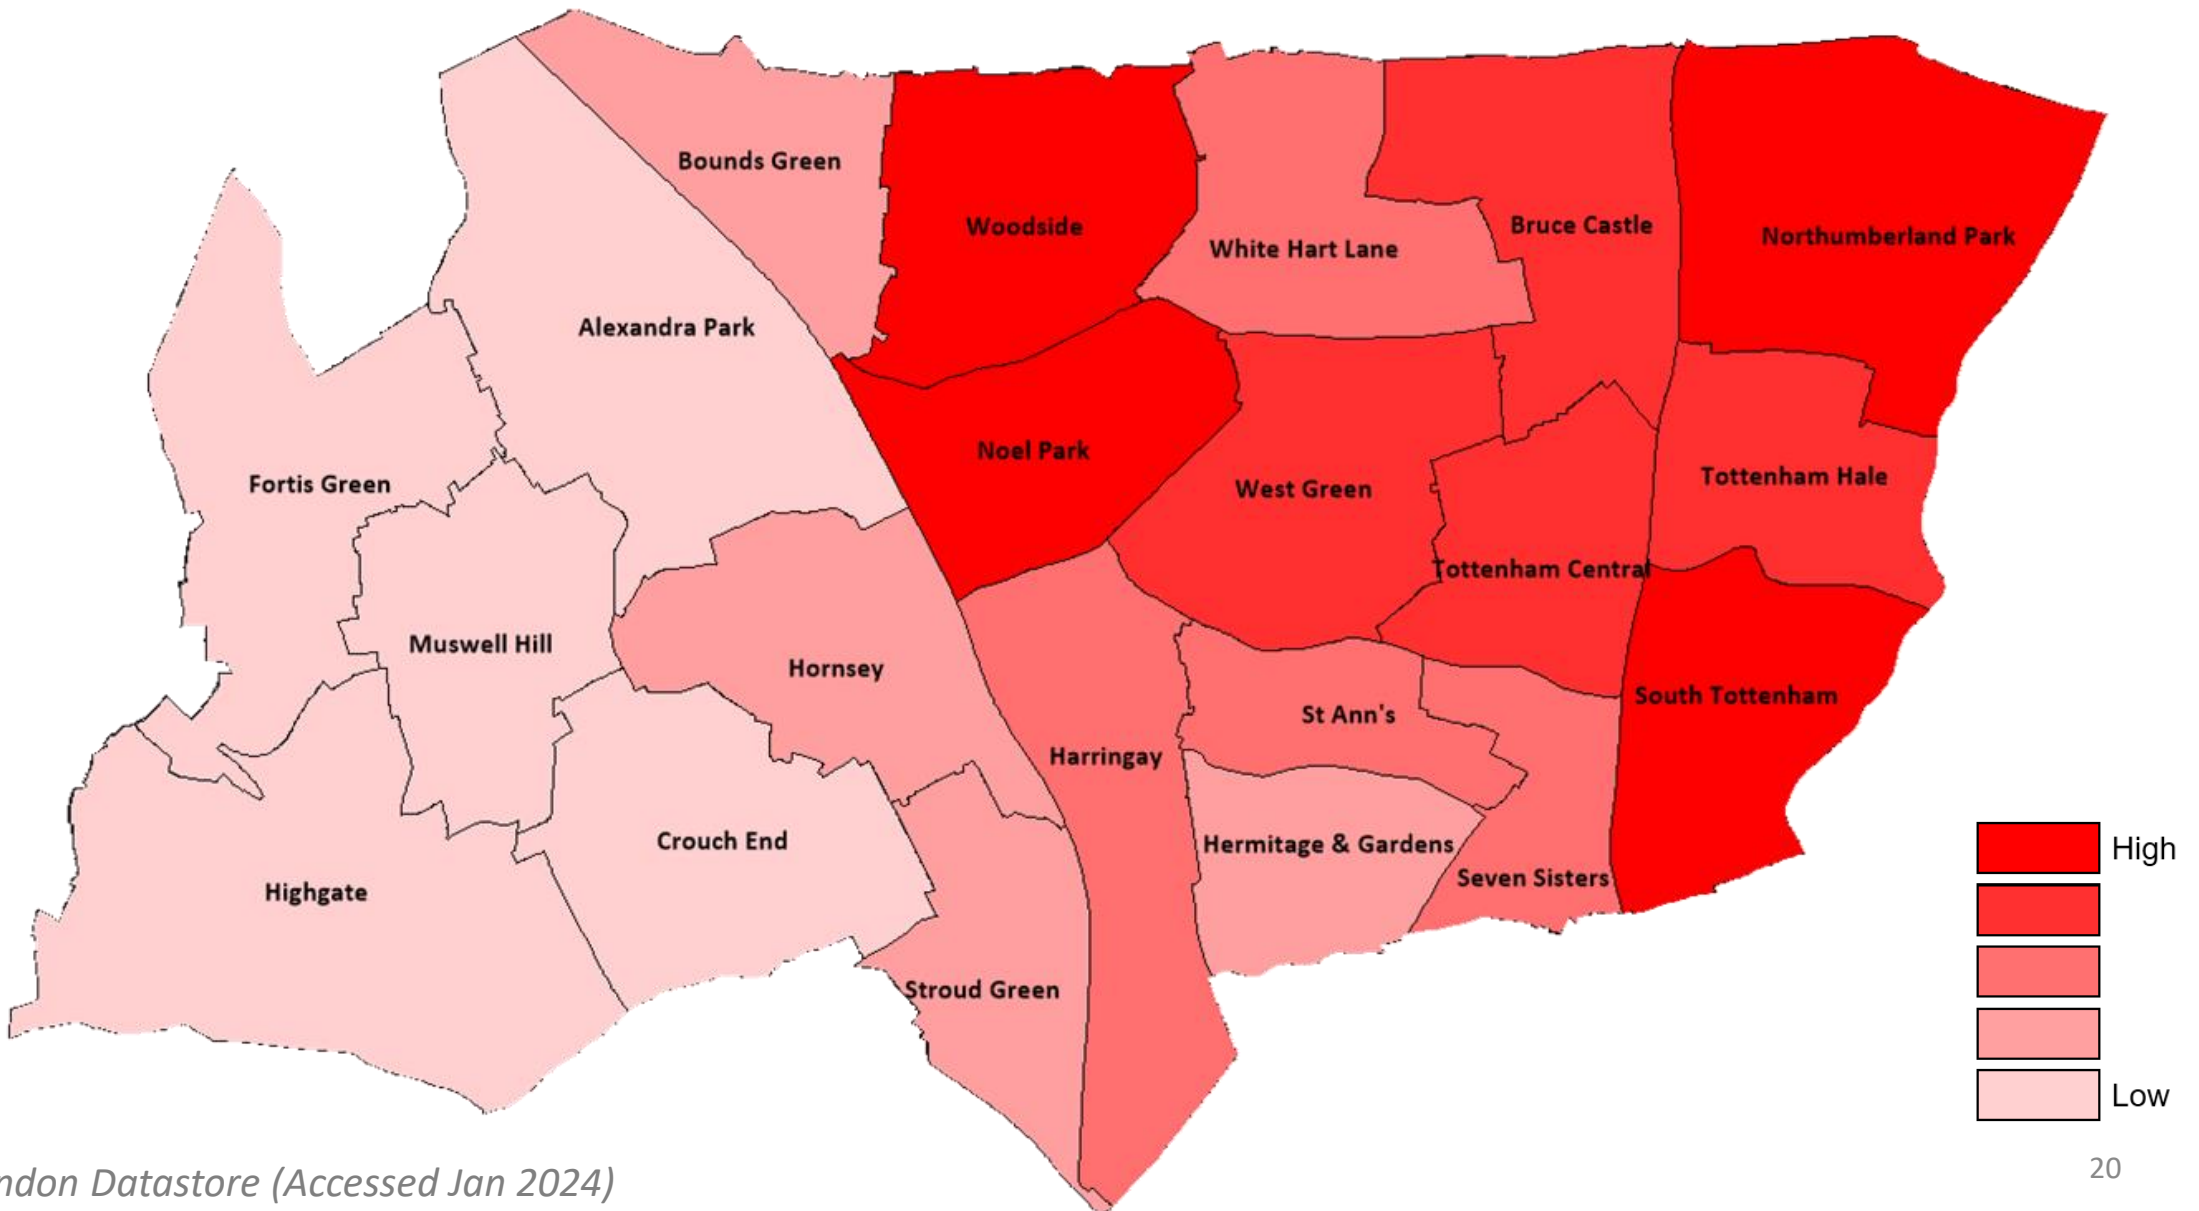 Bounds Green
Woodside
White Hart Lane
Bruce Castle
Northumberland Park
Alexandra Park
Noel Park
Fortis Green
West Green
Tottenham Hale
Tottenham Central
Muswell Hill
Hornsey
St Ann's
South Tottenham
Harringay
Crouch End
Hermitage & Gardens
Seven Sisters
Highgate
Stroud Green
High
Low
ndon Datastore (Accessed Jan 2024)
20